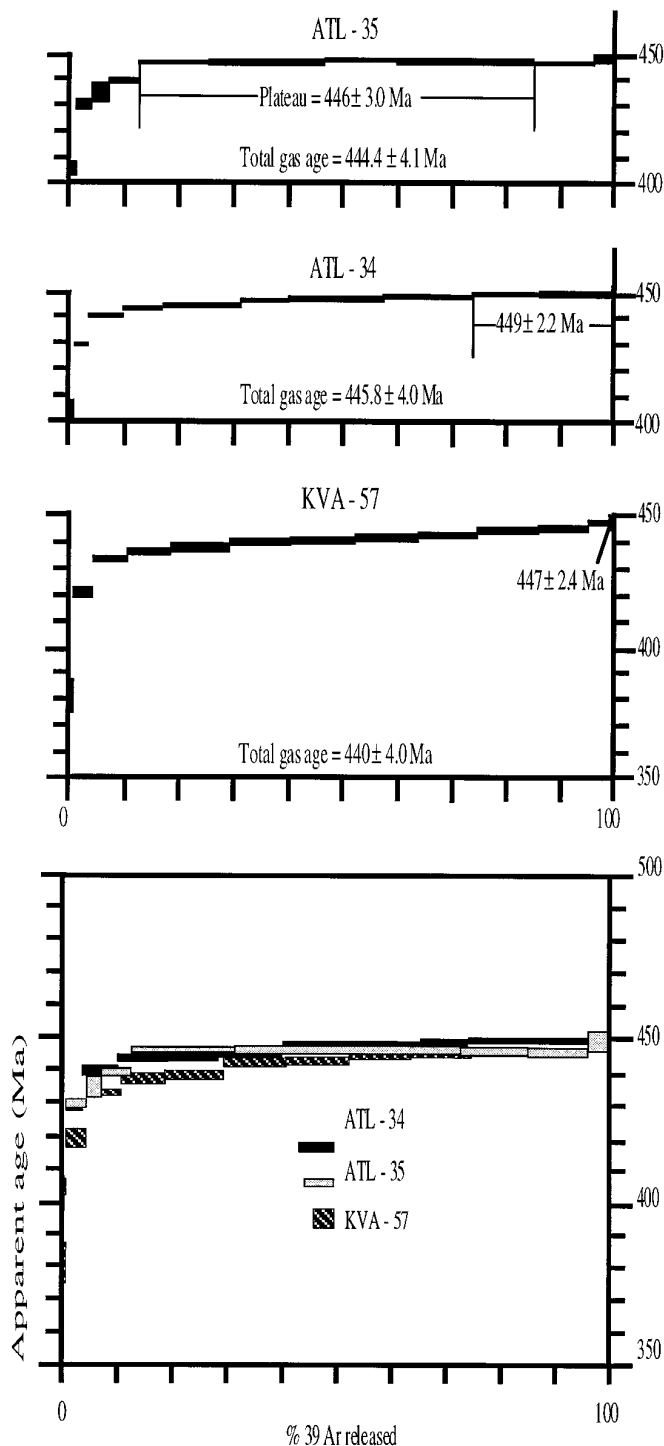 ATL - 35
450
Plateau = 446± 3.0 Ma
Total gas age = 444.4 ± 4.1 Ma
400
ATL - 34
450
449± 2.2 Ma
Total gas age = 445.8 ± 4.0 Ma
400
KVA - 57
450
447± 2.4 Ma
400
Total gas age = 440± 4.0 Ma
350
0 100
500
450
Apparent age (Ma)
ATL - 34
ATL - 35
400
KVA - 57
350
0 100
% 39 Ar released